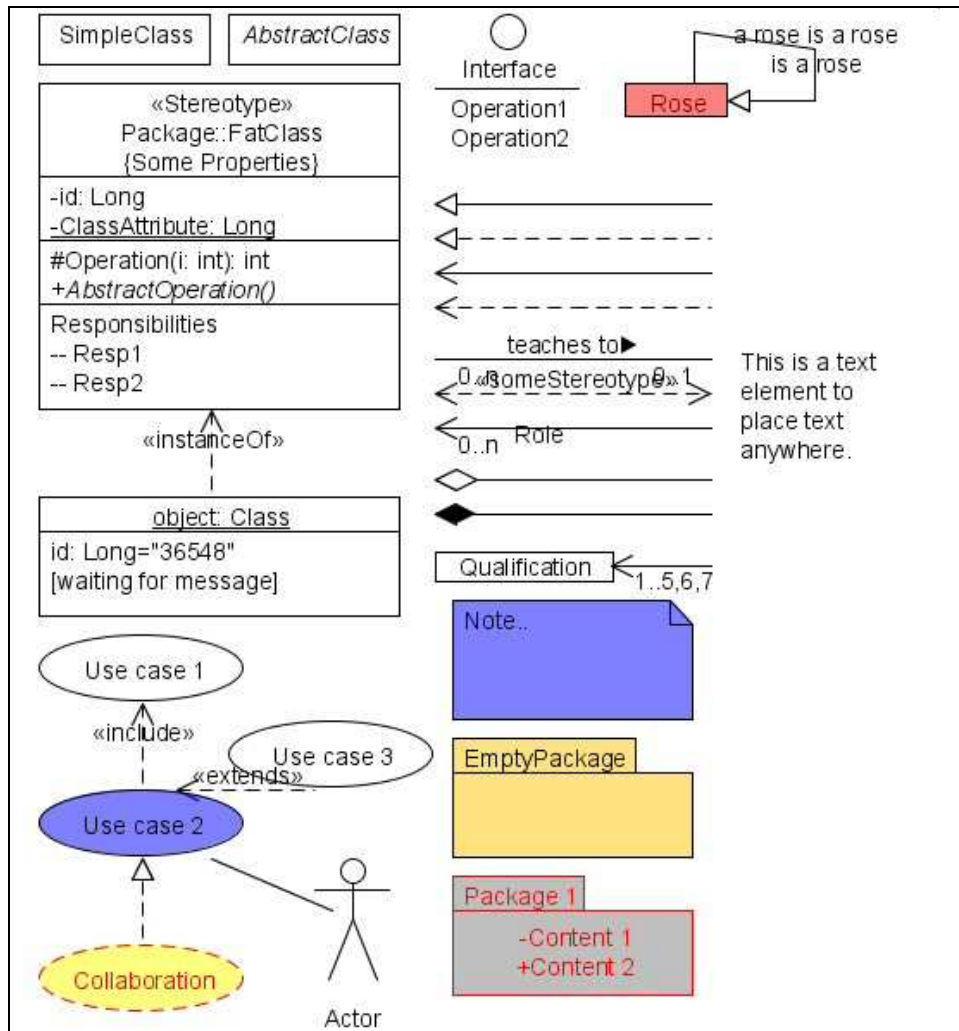 SimpleClass
AbstractClass
«Stereotype»
Package::FatClass
{Some Properties}
-id: Long
-ClassAttribute: Long
#Operation(i: int): int
+AbstractOperation()
Responsibilities
-- Resp1
-- Resp2
«instanceOf»
object: Class
id: Long="36548"
[waiting for message]
Use case 1
«include»
Use case 3
«extends»
Use case 2
Collaboration
Actor
Interface
Operation1
Operation2
a rose is a rose
is a rose
Rose
teaches to▶
0..n
«someStereotype»
0..1
Role
0..n
This is a text
element to
place text
anywhere.
Qualification
1..5,6,7
Note..
EmptyPackage
Package 1
-Content 1
+Content 2